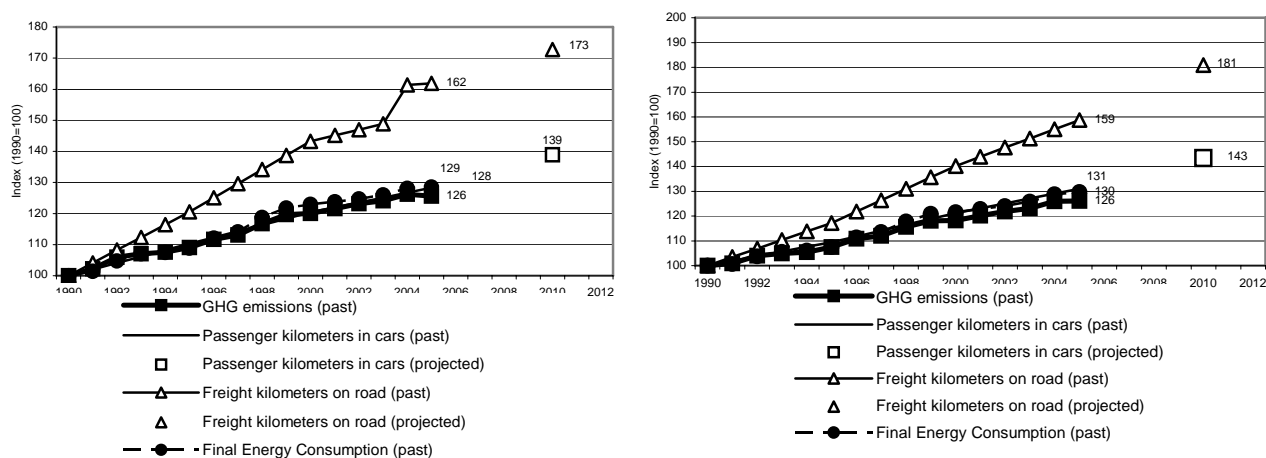 180
170
160
150
140
130
120
110
100
Index (1990=100)
173
162
139
129
128
126
1990 1992 1994 1996 1998 2000 2002 2004 2006 2008 2010 2012
GHG emissions (past)
Passenger kilometers in cars (past)
Passenger kilometers in cars (projected)
Freight kilometers on road (past)
Freight kilometers on road (projected)
Final Energy Consumption (past)
200
190
180
170
160
150
140
130
120
110
100
Index (1990=100)
181
159
143
131
130
126
1990 1992 1994 1996 1998 2000 2002 2004 2006 2008 2010 2012
GHG emissions (past)
Passenger kilometers in cars (past)
Passenger kilometers in cars (projected)
Freight kilometers on road (past)
Freight kilometers on road (projected)
Final Energy Consumption (past)